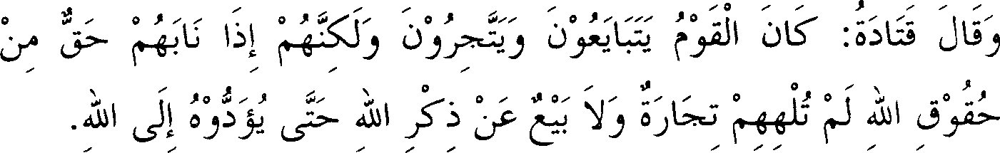 وَقَالَ قَتَادَةُ: كَانَ الْقَوْمُ يَتَبَايَعُوْنَ وَيَتَّجِرُوْنَ وَلَكِنَّهُمْ إِذَا نَابَهُمْ حَقٌّ مِنْ
حُقُوْقِ اللهِ لَمْ تُلْهِهِمْ تِجَارَةٌ وَلاَ بَيْعٌ عَنْ ذِكْرِ اللهِ حَتَّى يُؤَدُّوْهُ إِلَى اللهِ.